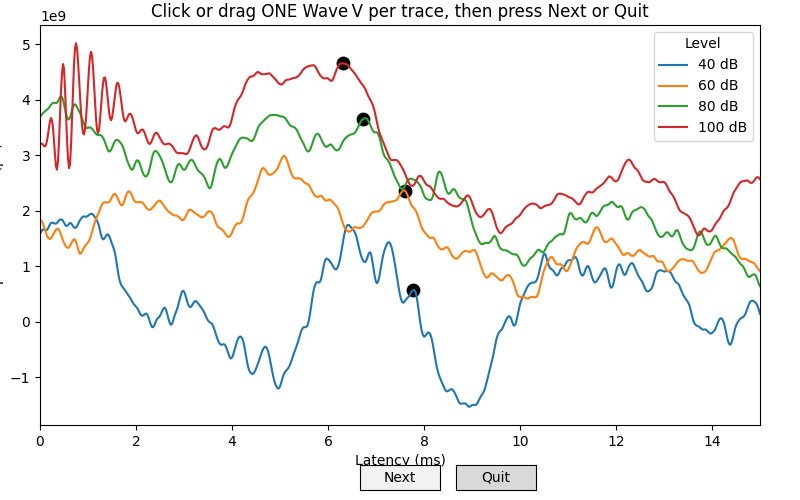 Click or drag ONE Wave V per trace, then press Next or Quit
1e9
5
4
3
2
1
0
−1
0 2 4 6 8 10 12 14
Latency (ms)
Level
40 dB
60 dB
80 dB
100 dB
Next Quit